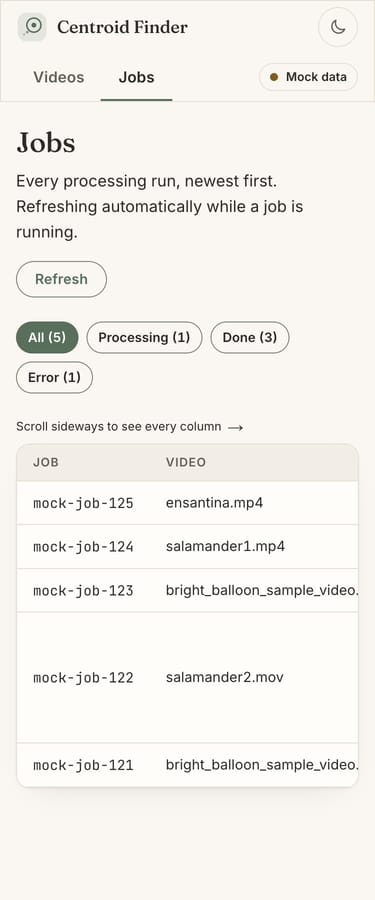 Centroid Finder
Videos
Jobs
Mock data
Jobs
Every processing run, newest first.
Refreshing automatically while a job is
running.
Refresh
All (5)
Processing (1)
Done (3)
Error (1)
Scroll sideways to see every column →
JOB VIDEO
mock-job-125 ensantina.mp4
mock-job-124 salamander1.mp4
mock-job-123 bright_balloon_sample_video.
mock-job-122 salamander2.mov
mock-job-121 bright_balloon_sample_video.